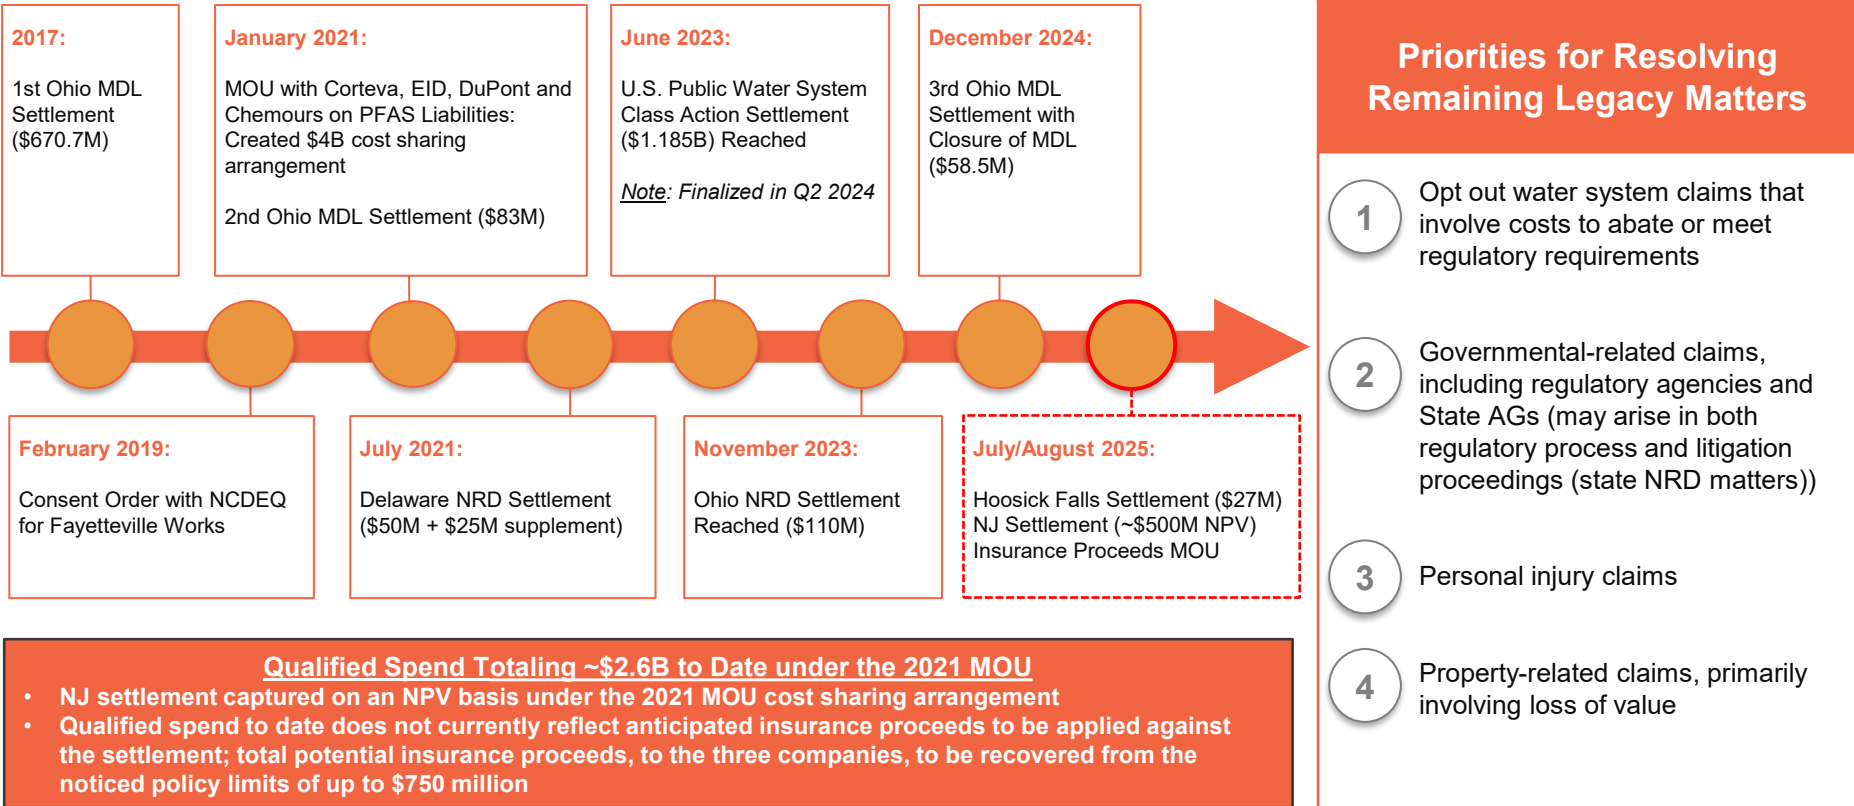 2017:
1st Ohio MDL
Settlement
($670.7M)
January 2021:
MOU with Corteva, EID, DuPont and
Chemours on PFAS Liabilities:
Created $4B cost sharing
arrangement
2nd Ohio MDL Settlement ($83M)
June 2023:
U.S. Public Water System
Class Action Settlement
($1.185B) Reached
Note: Finalized in Q2 2024
December 2024:
3rd Ohio MDL
Settlement with
Closure of MDL
($58.5M)
February 2019:
Consent Order with NCDEQ
for Fayetteville Works
July 2021:
Delaware NRD Settlement
($50M + $25M supplement)
November 2023:
Ohio NRD Settlement
Reached ($110M)
July/August 2025:
Hoosick Falls Settlement ($27M)
NJ Settlement (~$500M NPV)
Insurance Proceeds MOU
Qualified Spend Totaling ~$2.6B to Date under the 2021 MOU
• NJ settlement captured on an NPV basis under the 2021 MOU cost sharing arrangement
• Qualified spend to date does not currently reflect anticipated insurance proceeds to be applied against
the settlement; total potential insurance proceeds, to the three companies, to be recovered from the
noticed policy limits of up to $750 million
Priorities for Resolving
Remaining Legacy Matters
1
Opt out water system claims that
involve costs to abate or meet
regulatory requirements
2
Governmental-related claims,
including regulatory agencies and
State AGs (may arise in both
regulatory process and litigation
proceedings (state NRD matters))
3
Personal injury claims
4
Property-related claims, primarily
involving loss of value